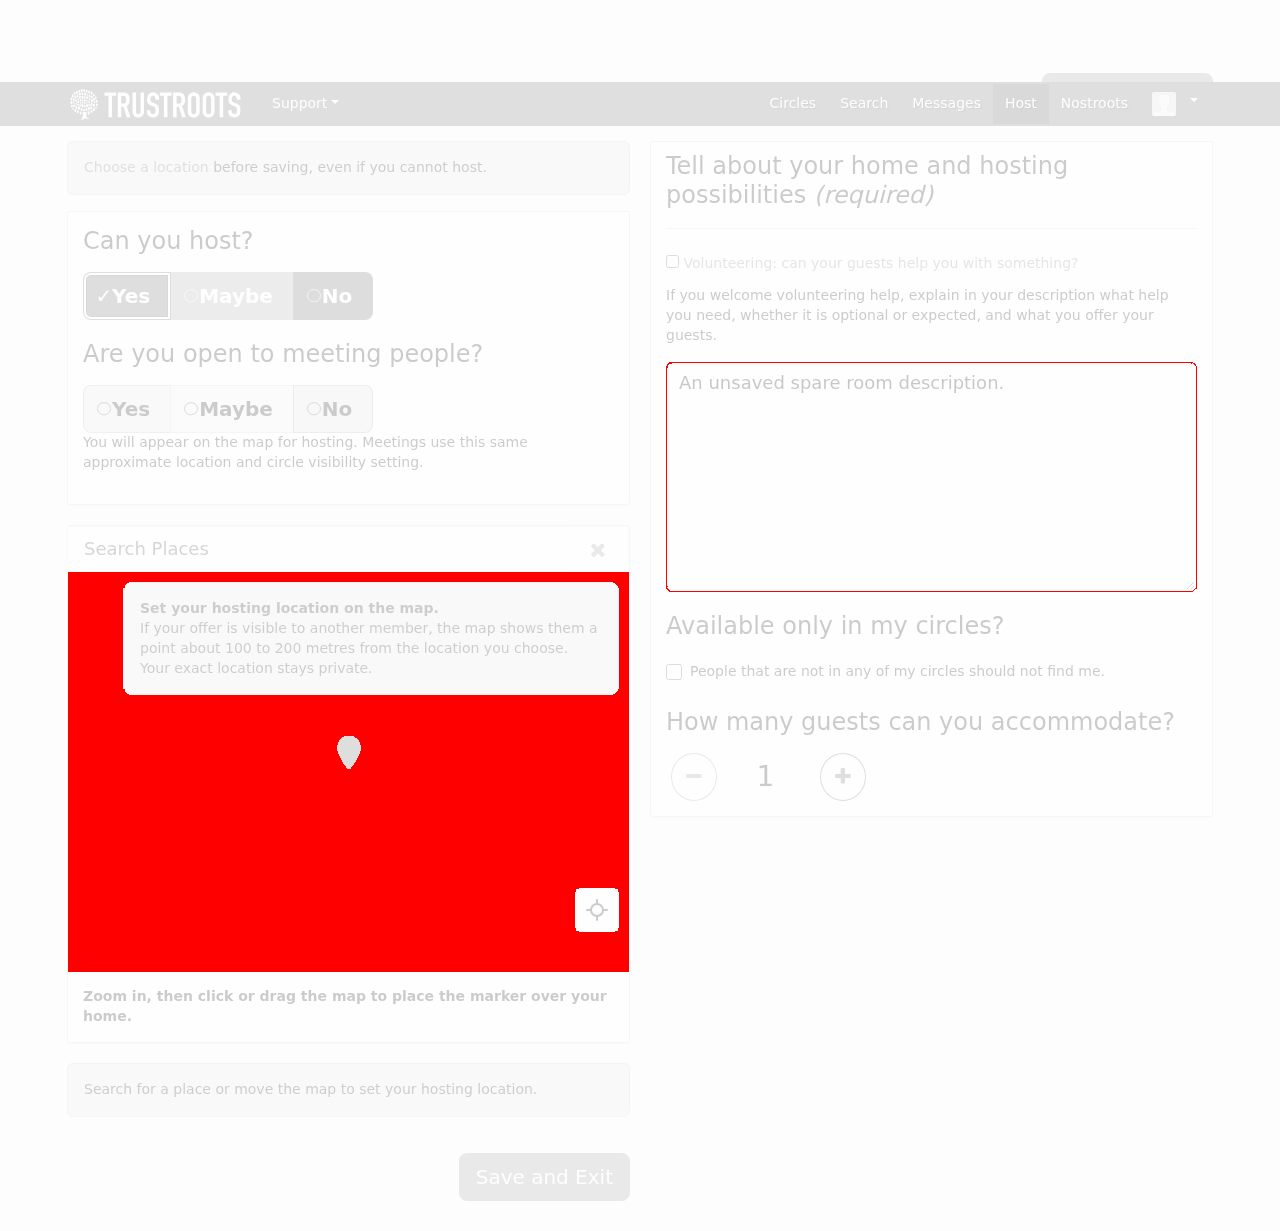 TRUSTROOTS
Support
Circles
Search
Messages
Host
Nostroots
Choose a location before saving, even if you cannot host.
Can you host?
✓Yes
Maybe
No
Are you open to meeting people?
Yes
Maybe
No
You will appear on the map for hosting. Meetings use this same
approximate location and circle visibility setting.
Search Places
Set your hosting location on the map.
If your offer is visible to another member, the map shows them a
point about 100 to 200 metres from the location you choose.
Your exact location stays private.
Zoom in, then click or drag the map to place the marker over your
home.
Search for a place or move the map to set your hosting location.
Save and Exit
Tell about your home and hosting
possibilities (required)
Volunteering: can your guests help you with something?
If you welcome volunteering help, explain in your description what help
you need, whether it is optional or expected, and what you offer your
guests.
An unsaved spare room description.
Available only in my circles?
People that are not in any of my circles should not find me.
How many guests can you accommodate?
1